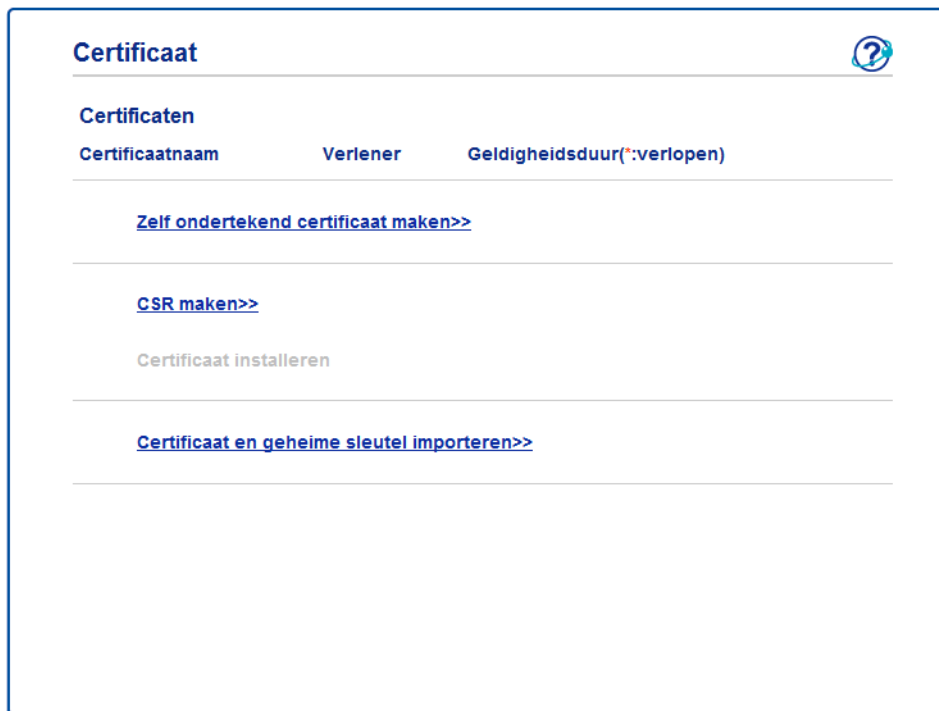 Certificaat
?
Certificaten
Certificaatnaam Verlener Geldigheidsduur(*:verlopen)
Zelf ondertekend certificaat maken>>
CSR maken>>
Certificaat installeren
Certificaat en geheime sleutel importeren>>